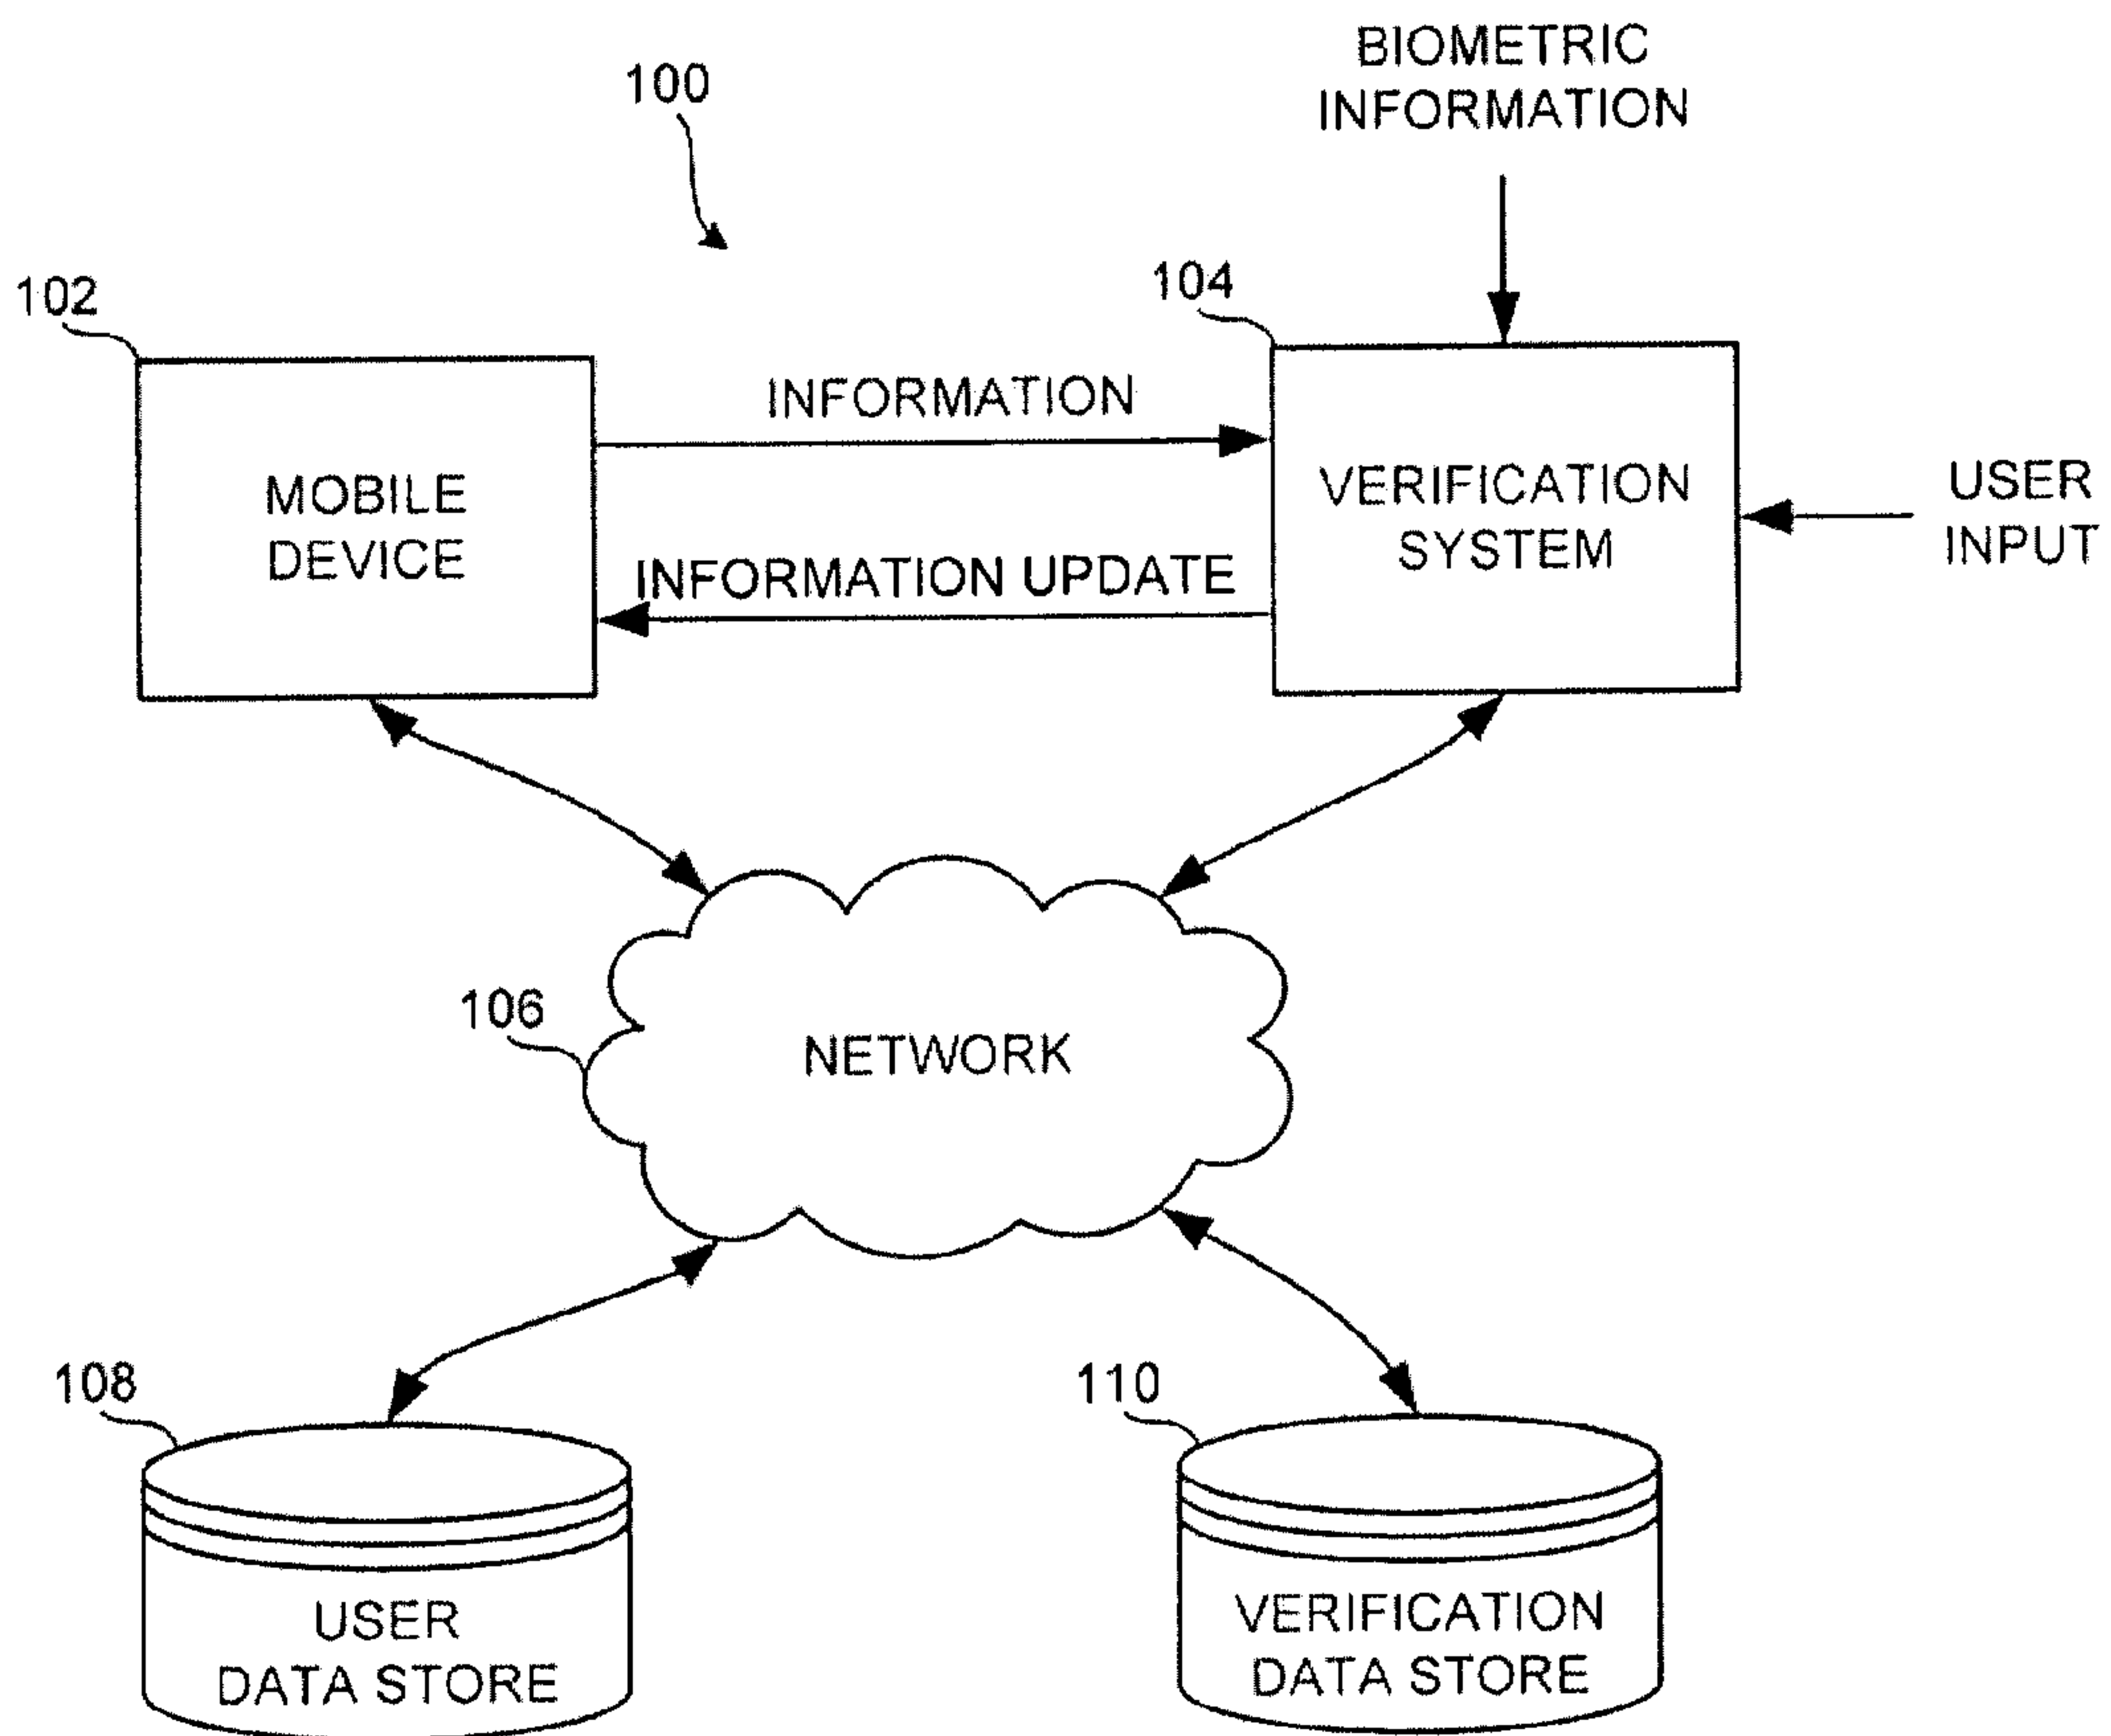 BIOMETRIC
INFORMATION
100
102
104
INFORMATION
MOBILE
DEVICE
VERIFICATION
SYSTEM
USER
INPUT
INFORMATION UPDATE
106
NETWORK
108
110
USER
DATA STORE
VERIFICATION
DATA STORE